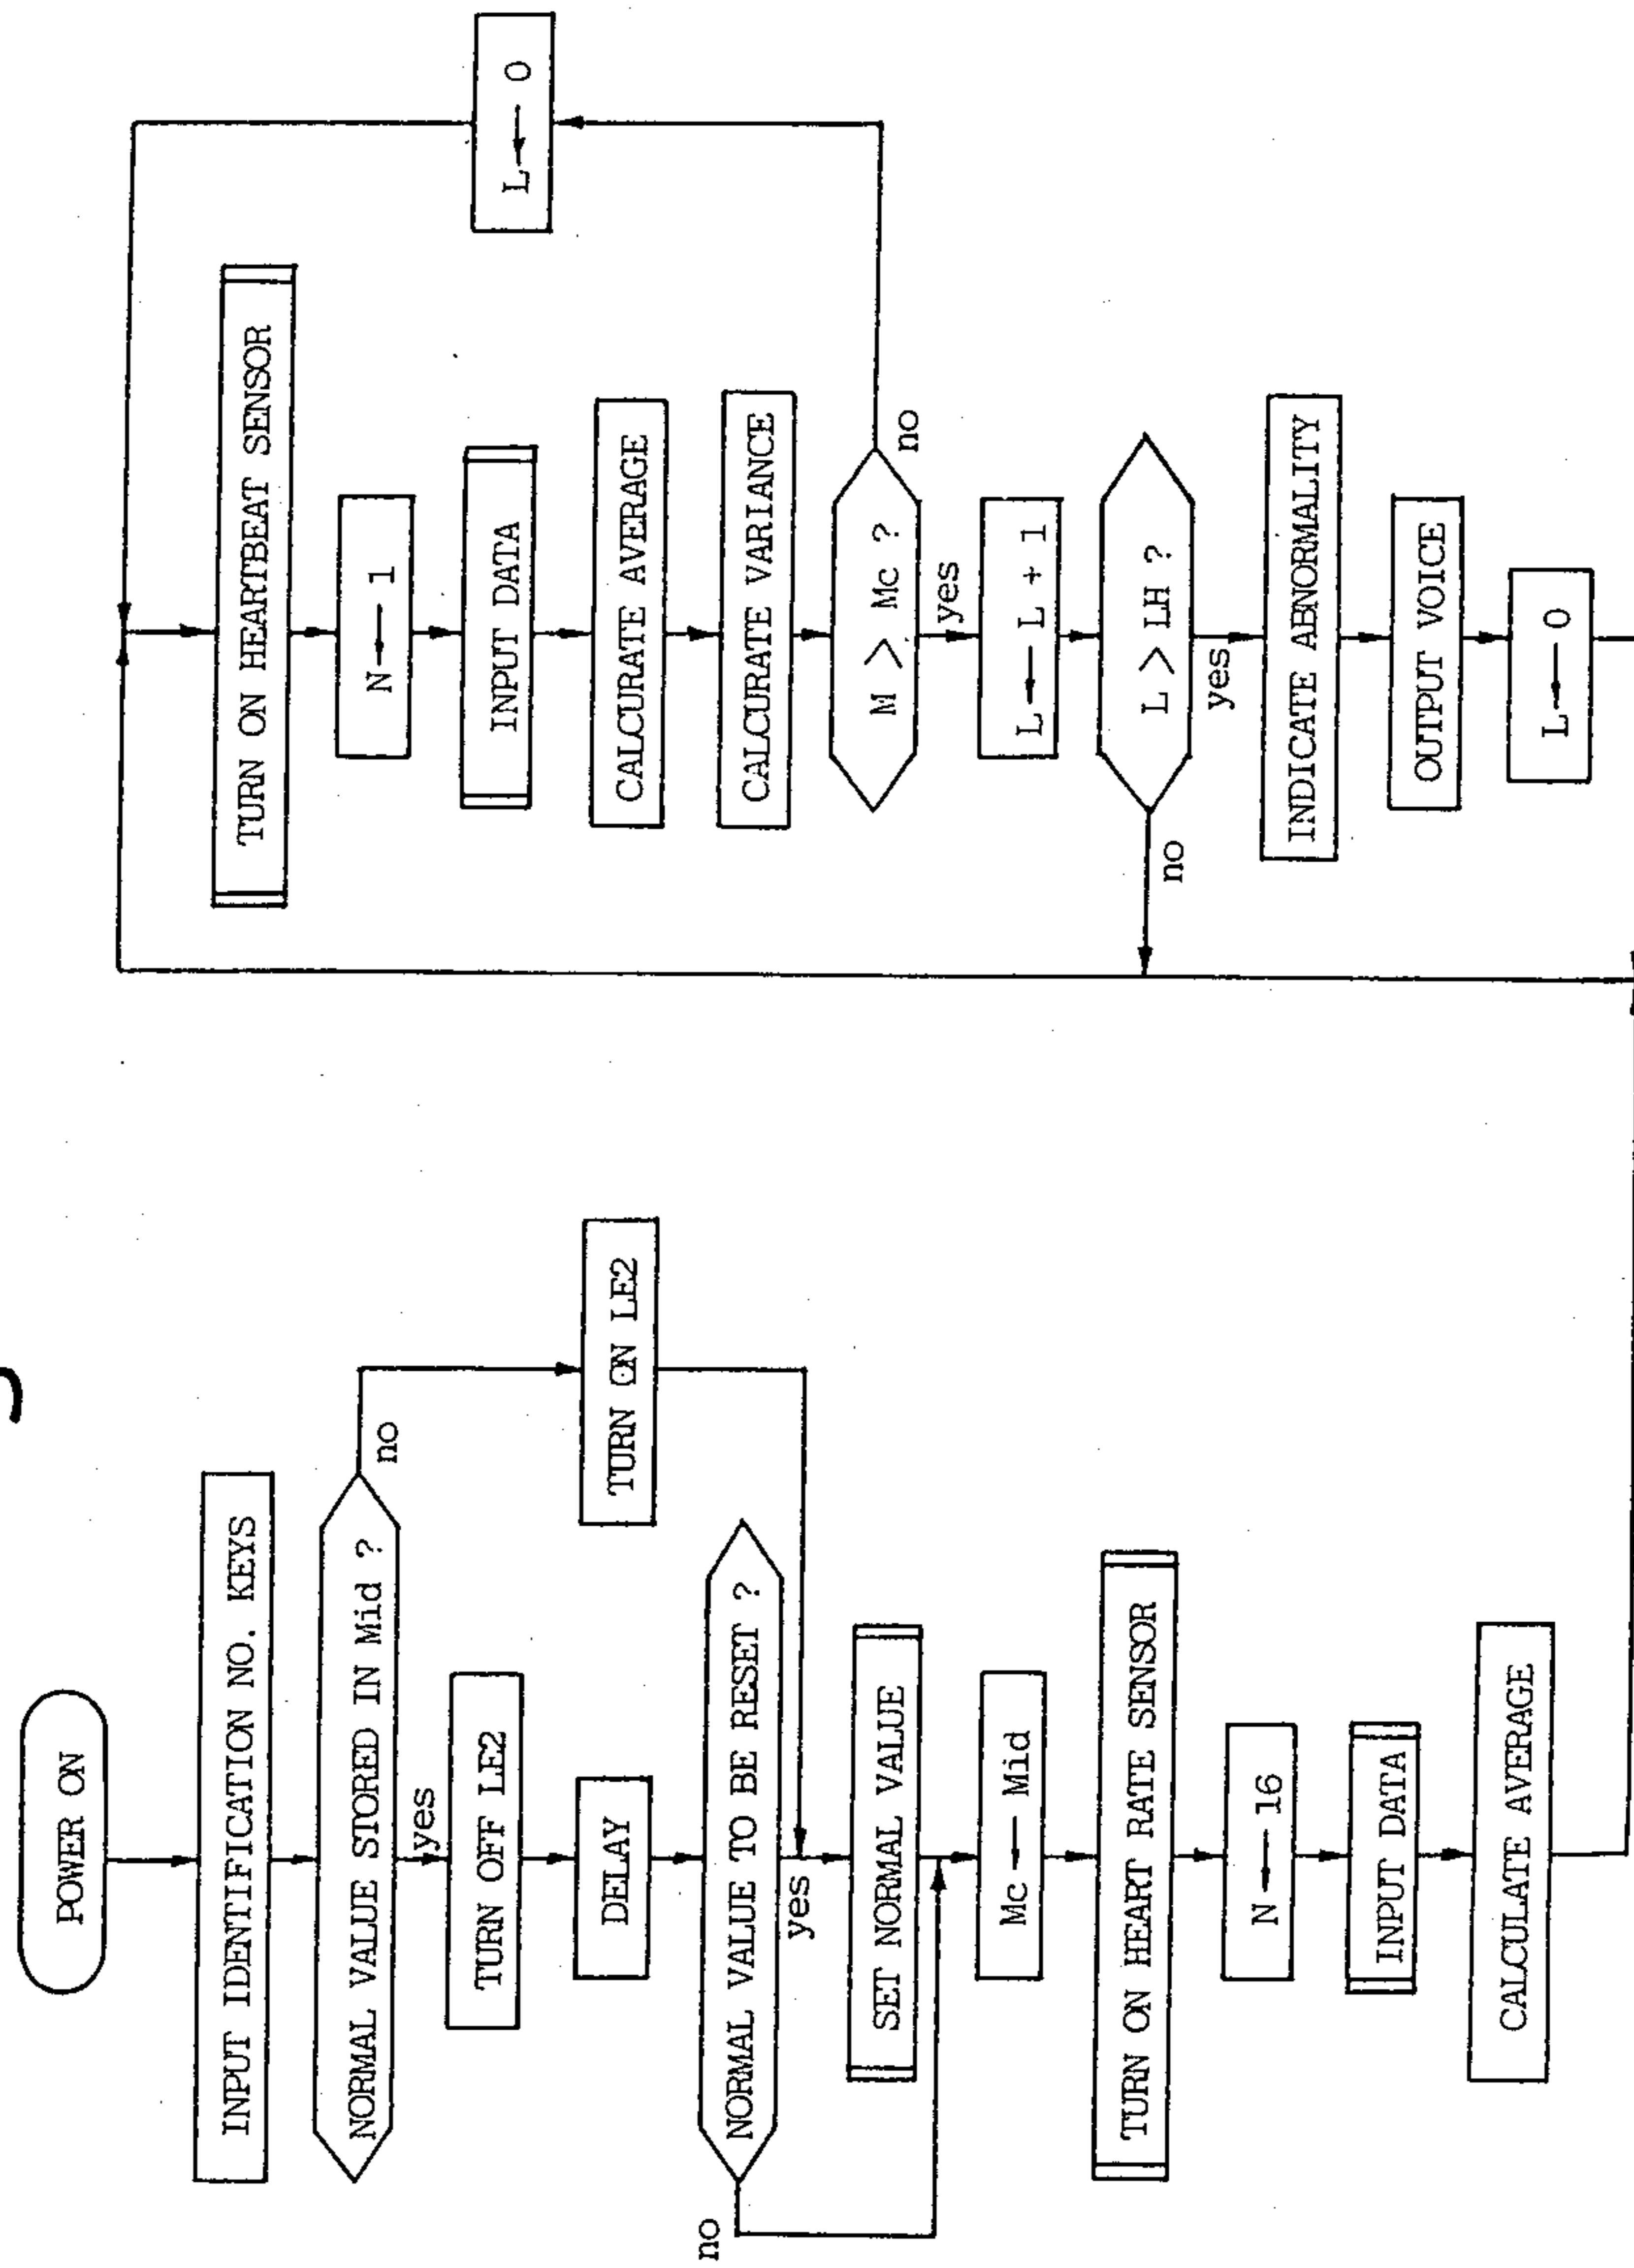 POWER ON
INPUT IDENTIFICATION NO. KEYS
NORMAL VALUE STORED IN Mid ?
no
yes
TURN OFF LE2
TURN ON LE2
DELAY
NORMAL VALUE TO BE RESET ?
no
yes
SET NORMAL VALUE
Mc ← Mid
TURN ON HEART RATE SENSOR
N ← 16
INPUT DATA
CALCULATE AVERAGE
TURN ON HEARTBEAT SENSOR
N ← 1
INPUT DATA
CALCURATE AVERAGE
CALCURATE VARIANCE
M > Mc ?
no
L ← 0
yes
L ← L + 1
L > LH ?
no
yes
INDICATE ABNORMALITY
OUTPUT VOICE
L ← 0